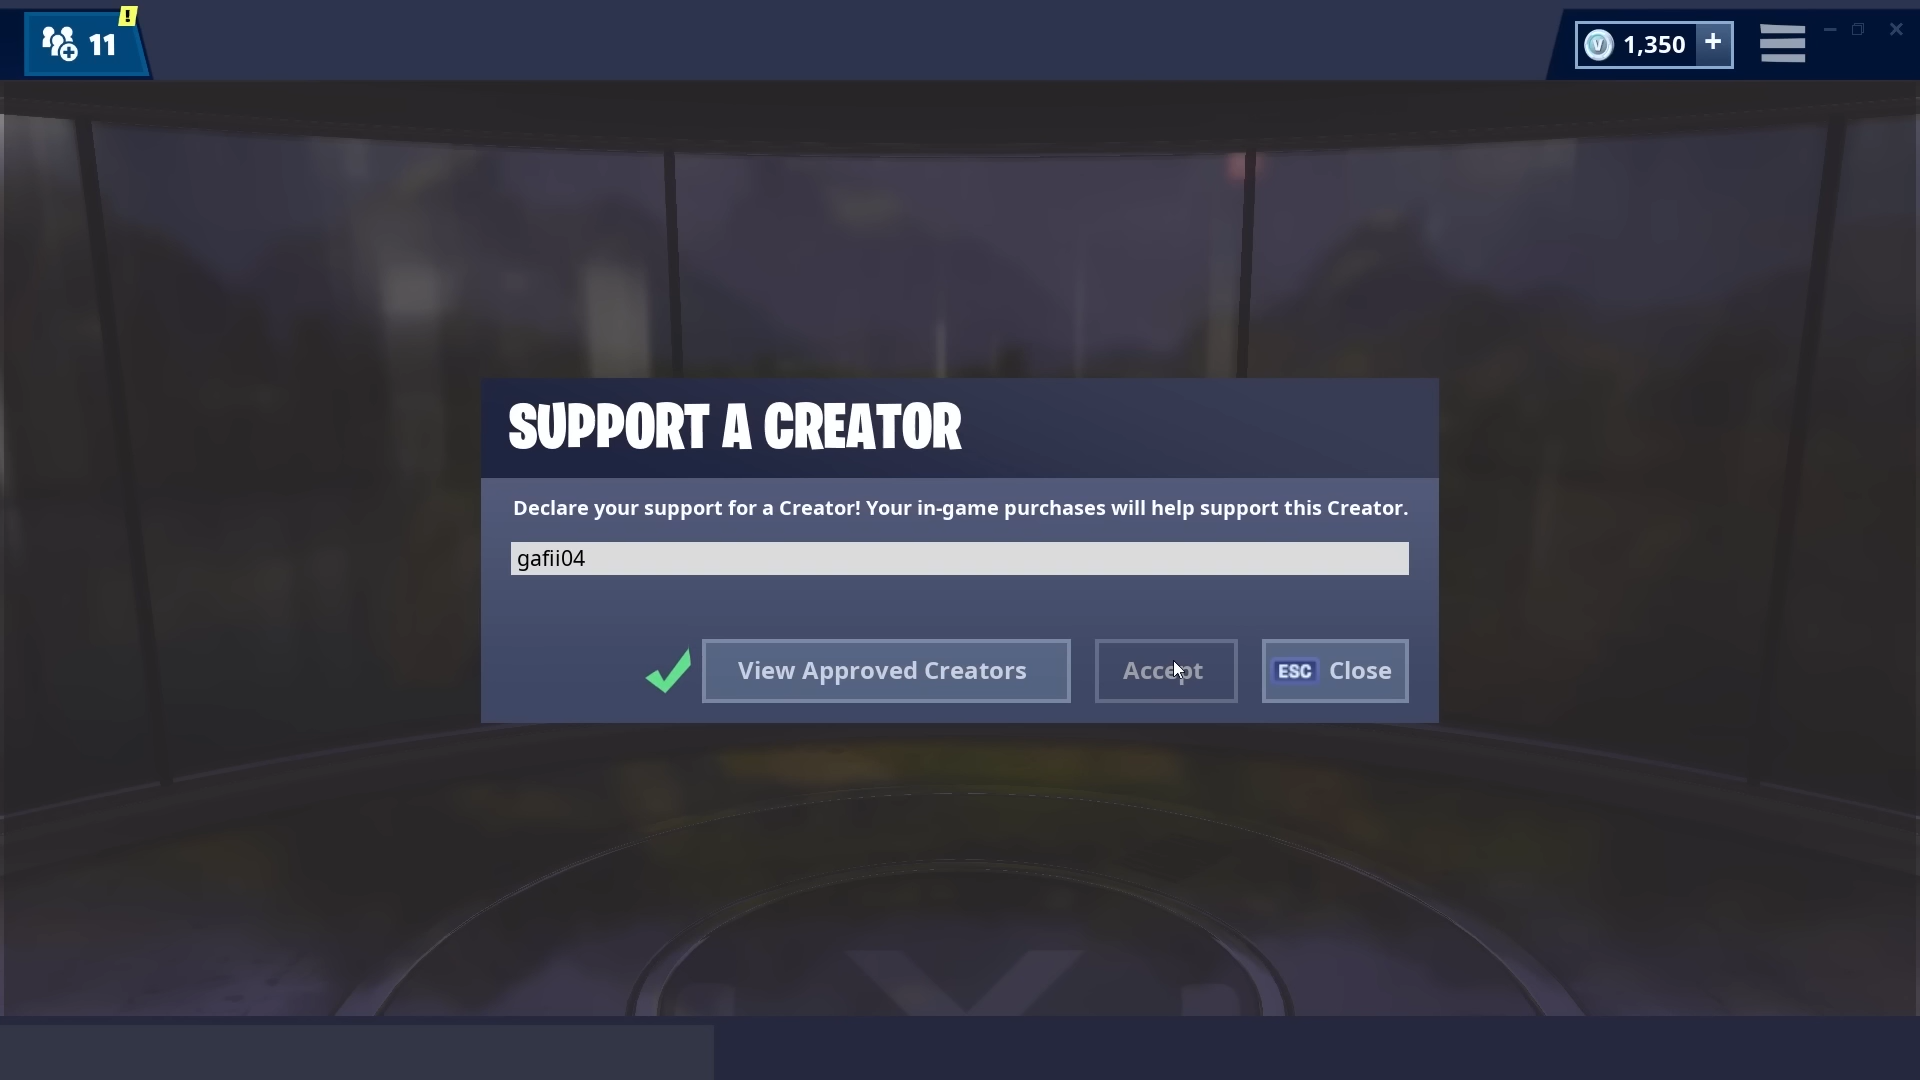 !
11
1,350 +
SUPPORT A CREATOR
Declare your support for a Creator! Your in-game purchases will help support this Creator.
gafii04
View Approved Creators
Accept
ESC Close